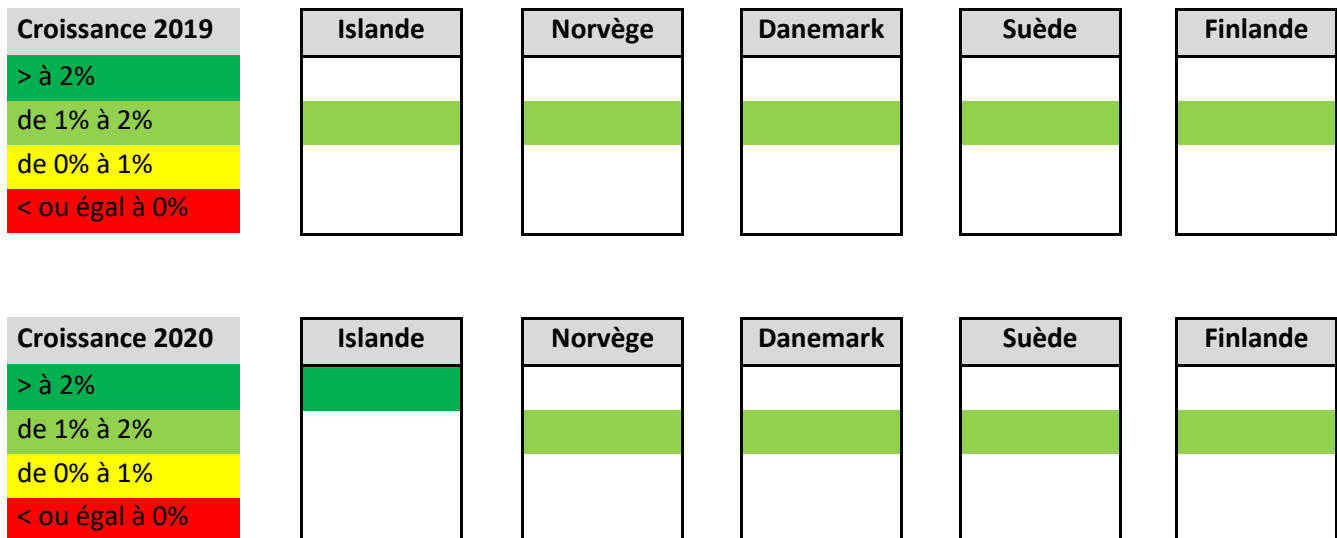 Croissance 2019 Islande Norvège Danemark Suède Finlande
> à 2%
de 1% à 2%
de 0% à 1%
< ou égal à 0%
Croissance 2020 Islande Norvège Danemark Suède Finlande
> à 2%
de 1% à 2%
de 0% à 1%
< ou égal à 0%